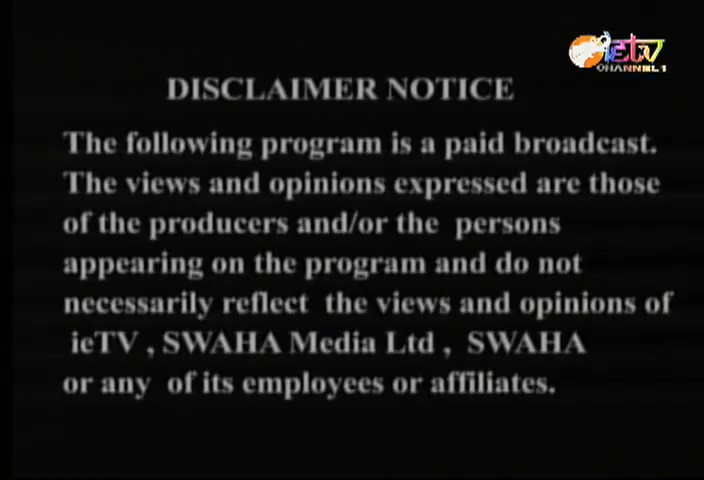 ieTV
CHANNEL 1
DISCLAIMER NOTICE
The following program is a paid broadcast.
The views and opinions expressed are those
of the producers and/or the persons
appearing on the program and do not
necessarily reflect the views and opinions of
ieTV , SWAHA Media Ltd , SWAHA
or any of its employees or affiliates.